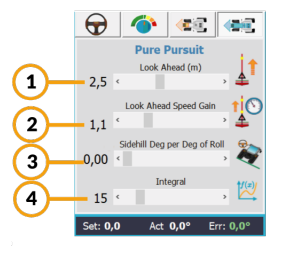 Pure Pursuit
Look Ahead (m)
1
2,5
Look Ahead Speed Gain
2
1,1
Sidehill Deg per Deg of Roll
3
0,00
Integral
4
15
f(z)
Set: 0,0 Act 0,0° Err: 0,0°